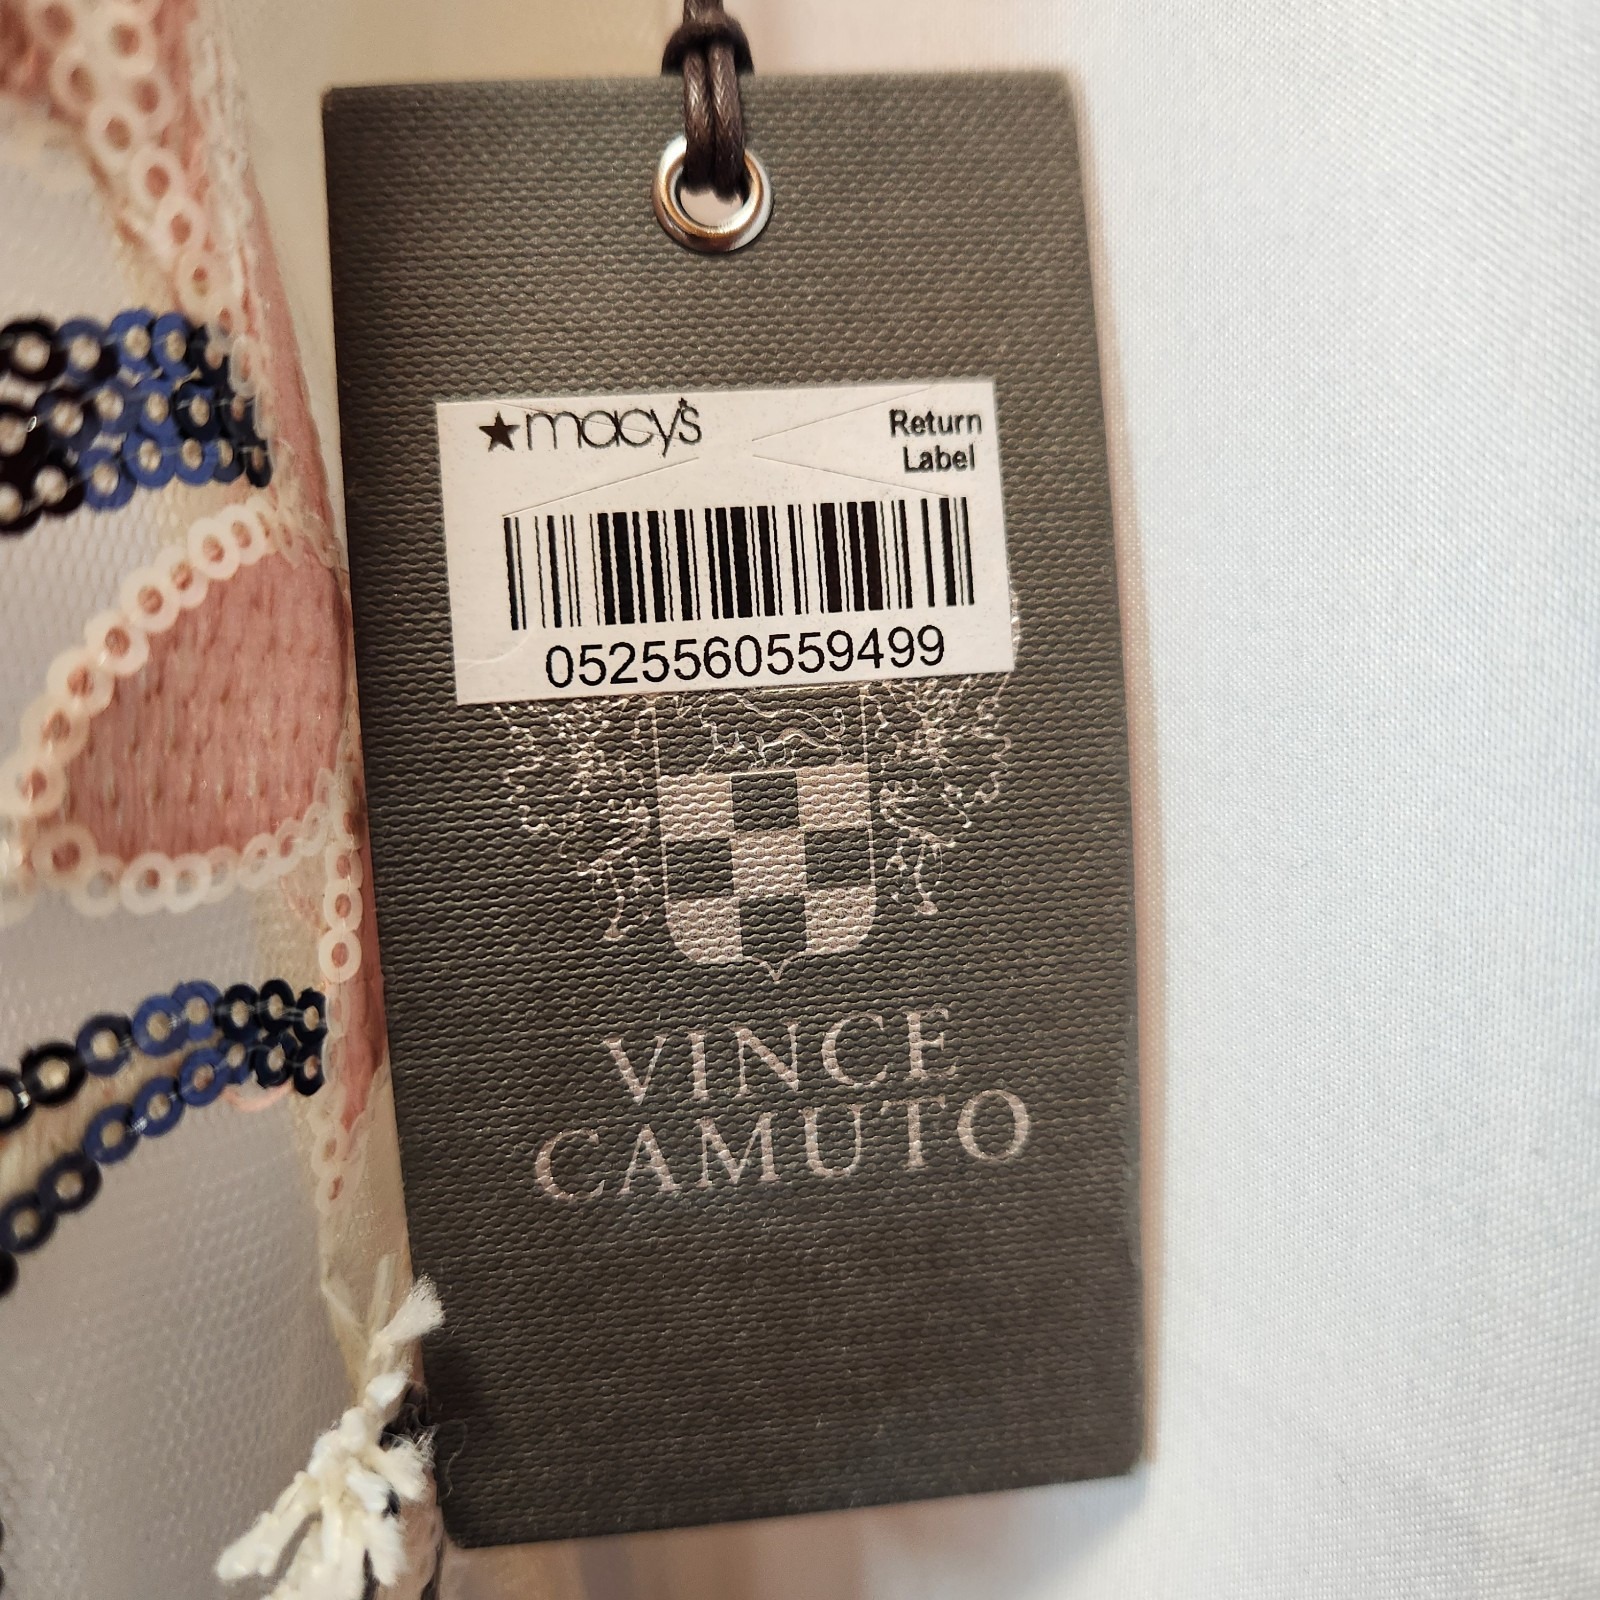 macy's
Return
Label
0525560559499
VINCE
CAMUTO